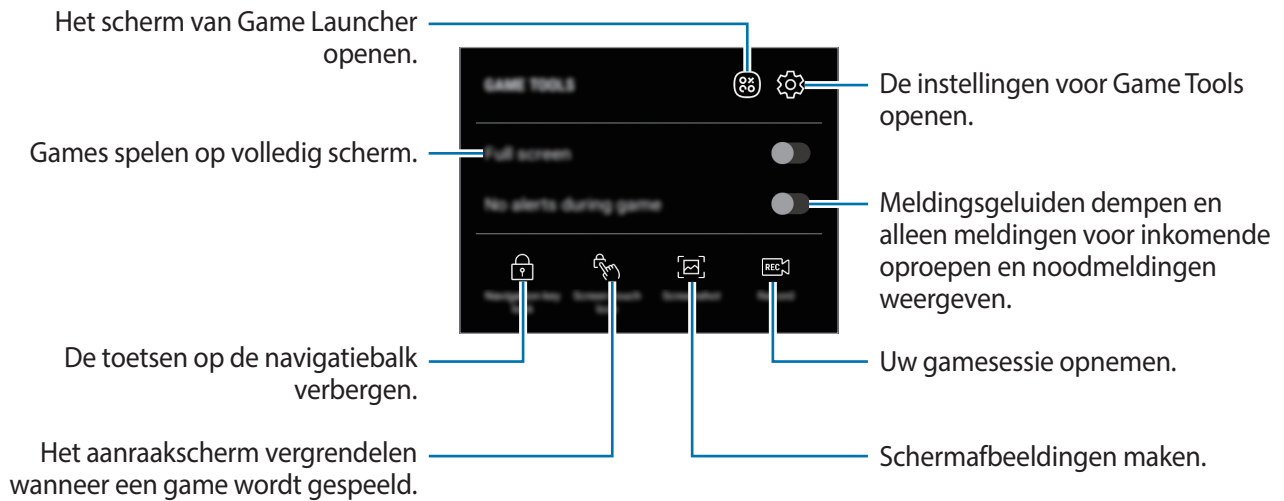 Het scherm van Game Launcher
openen.
GAME TOOLS
De instellingen voor Game Tools
openen.
Games spelen op volledig scherm.
Full screen
No alerts during game
Meldingsgeluiden dempen en
alleen meldingen voor inkomende
oproepen en noodmeldingen
weergeven.
REC
De toetsen op de navigatiebalk
verbergen.
Uw gamesessie opnemen.
Het aanraakscherm vergrendelen
wanneer een game wordt gespeeld.
Schermafbeeldingen maken.